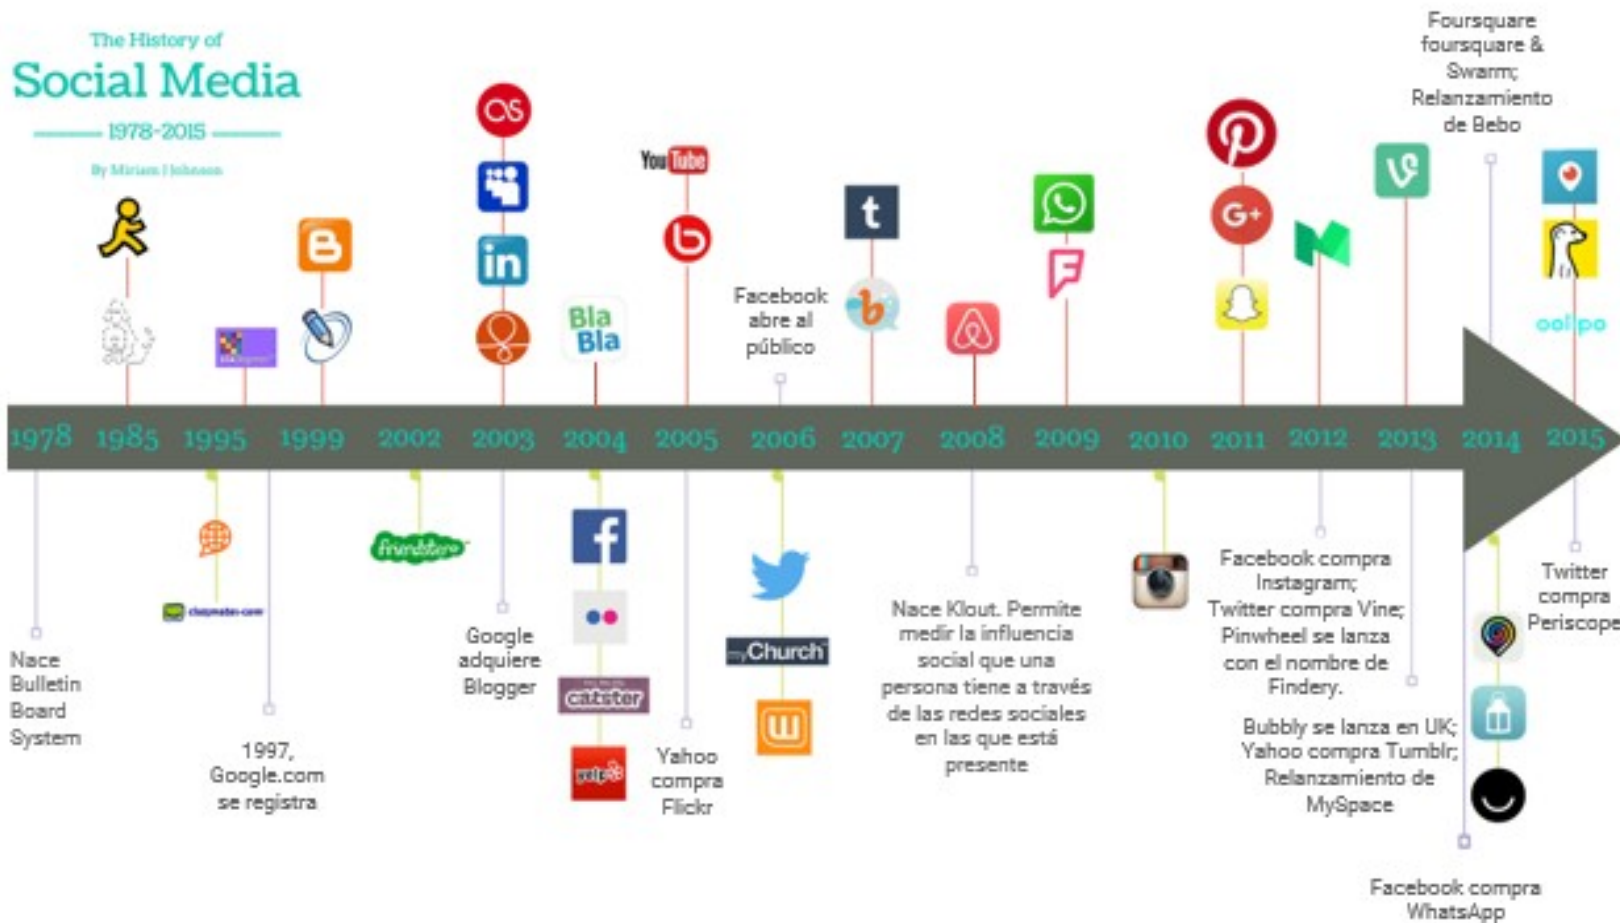 The History of
Social Media
1978-2015
By Miriam J Johnson
YouTube
Bla
Bla
Facebook
abre al
público
Foursquare
foursquare &
Swarm;
Relanzamiento
de Bebo
oolipo
1978 1985 1995 1999 2002 2003 2004 2005 2006 2007 2008 2009 2010 2011 2012 2013 2014 2015
Nace
Bulletin
Board
System
1997,
Google.com
se registra
friendster
Google
adquiere
Blogger
catster
yelp
Yahoo
compra
Flickr
myChurch
Nace Klout. Permite
medir la influencia
social que una
persona tiene a través
de las redes sociales
en las que está
presente
Facebook compra
Instagram;
Twitter compra Vine;
Pinwheel se lanza
con el nombre de
Findery.
Bubbly se lanza en UK;
Yahoo compra Tumblr;
Relanzamiento de
MySpace
Twitter
compra
Periscope
Facebook compra
WhatsApp